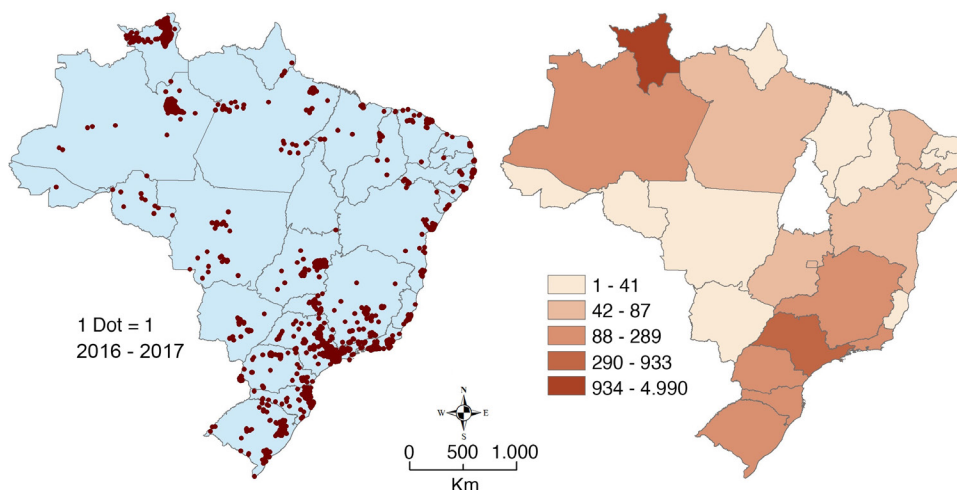 1 Dot = 1
2016 - 2017
N
W E
S
0 500 1.000
Km
1 - 41
42 - 87
88 - 289
290 - 933
934 - 4.990